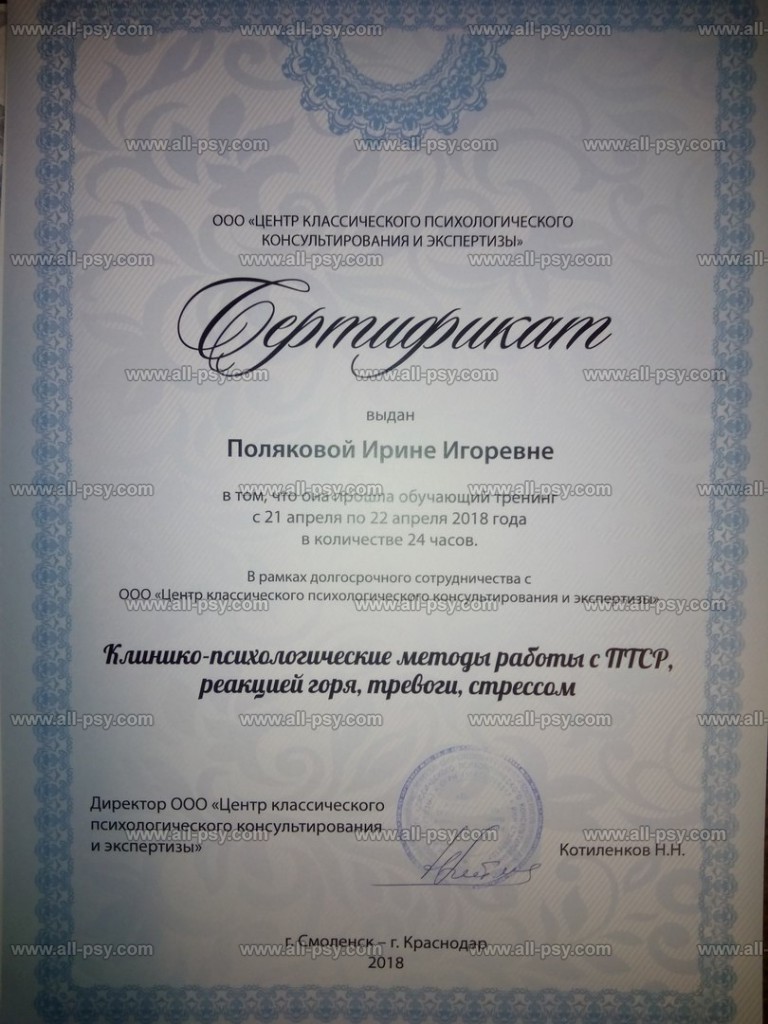 ООО «ЦЕНТР КЛАССИЧЕСКОГО ПСИХОЛОГИЧЕСКОГО
КОНСУЛЬТИРОВАНИЯ И ЭКСПЕРТИЗЫ»
Сертификат
выдан
Поляковой Ирине Игоревне
в том, что она прошла обучающий тренинг
с 21 апреля по 22 апреля 2018 года
в количестве 24 часов.
В рамках долгосрочного сотрудничества с
ООО «Центр классического психологического консультирования и экспертизы»
Клинико-психологические методы работы с ПТСР,
реакцией горя, тревоги, стрессом
Директор ООО «Центр классического
психологического консультирования
и экспертизы»
Котиленков Н.Н.
г. Смоленск – г. Краснодар
2018
www.all-psy.com